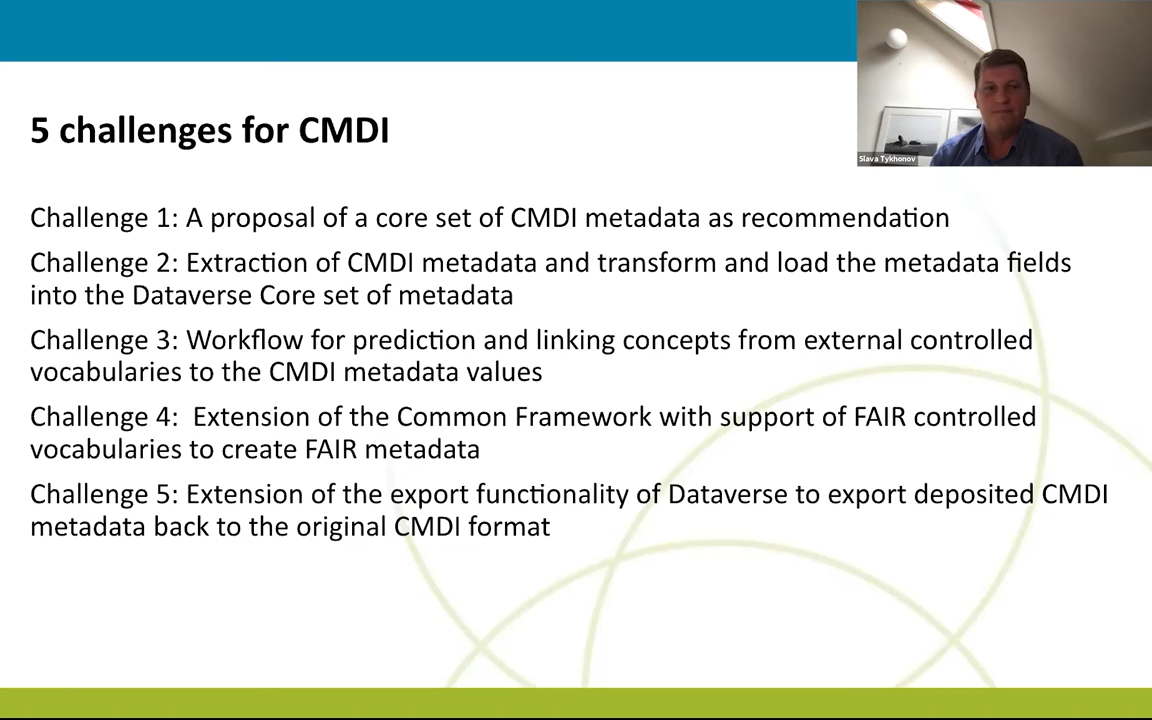 5 challenges for CMDI
Slava Tykhonov
Challenge 1: A proposal of a core set of CMDI metadata as recommendation
Challenge 2: Extraction of CMDI metadata and transform and load the metadata fields
into the Dataverse Core set of metadata
Challenge 3: Workflow for prediction and linking concepts from external controlled
vocabularies to the CMDI metadata values
Challenge 4:  Extension of the Common Framework with support of FAIR controlled
vocabularies to create FAIR metadata
Challenge 5: Extension of the export functionality of Dataverse to export deposited CMDI
metadata back to the original CMDI format